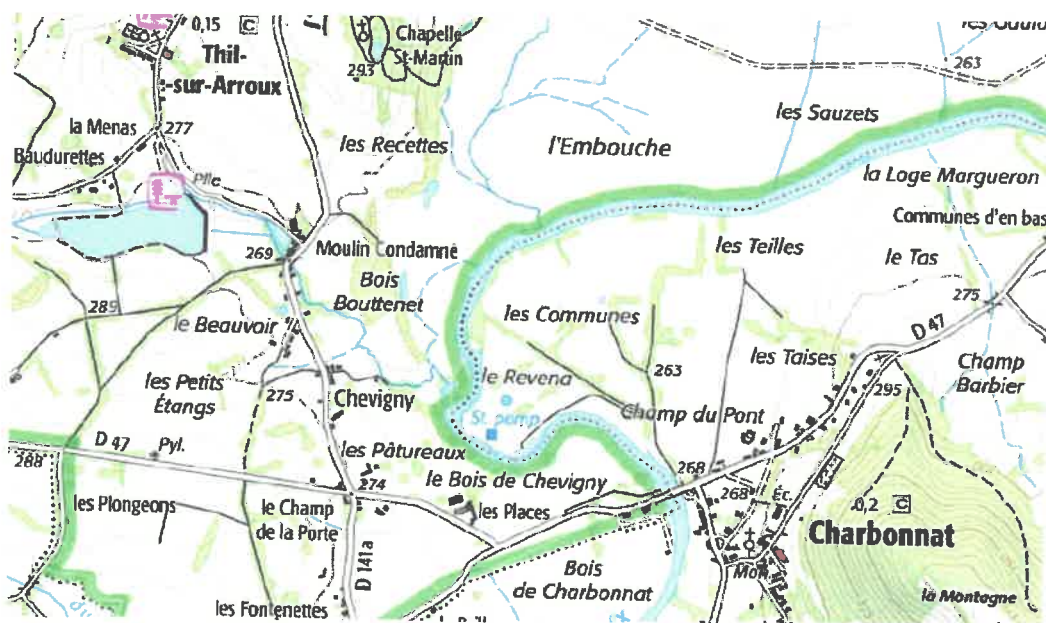 0,15 C
Thil-
-sur-Arroux
Chapelle
St-Martin
293
263
les Sauzets
la Menas
277
Baudurettes
les Recettes
l'Embouche
la Loge Margueron
Communes d'en bas
Moulin Condamné
269
les Teilles
le Tas
Bois
Bouttenet
289
275
le Beauvoir
les Communes
D 47
les Taises
Champ
Barbier
les Petits
Étangs
275
Chevigny
le Revena
263
295
St. pomp
Champ du Pont
D 47
Pyl.
288
les Pâtureaux
le Bois de Chevigny
268
les Plongeons
le Champ
de la Porte
274
les Places
268
Éc.
0,2 C
Charbonnat
D 141a
Bois
de Charbonnat
Mon
les Fontenettes
la Montagne